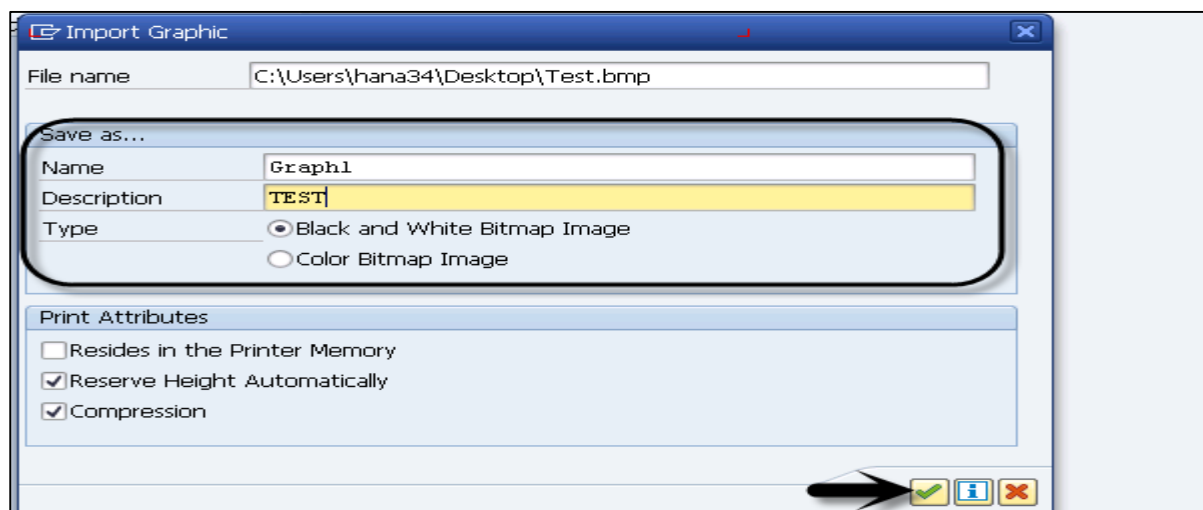 Import Graphic
File name C:\Users\hana34\Desktop\Test.bmp
Save as...
Name Graph1
Description TEST
Type Black and White Bitmap Image
Color Bitmap Image
Print Attributes
Resides in the Printer Memory
Reserve Height Automatically
Compression